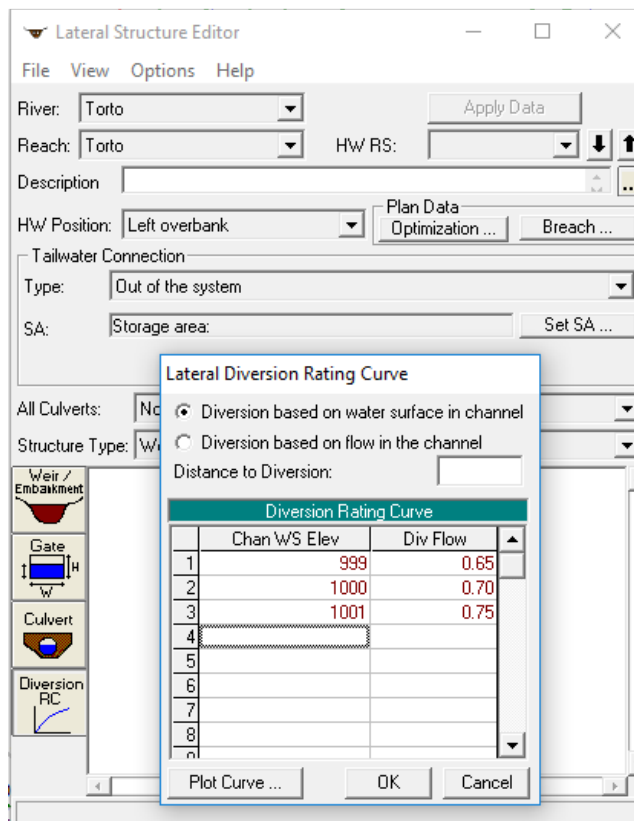 Lateral Structure Editor
File View Options Help
River: Torto Apply Data
Reach: Torto HW RS:
Description ...
HW Position: Left overbank Plan Data Optimization ... Breach ...
Tailwater Connection
Type: Out of the system
SA: Storage area: Set SA ...
Lateral Diversion Rating Curve
All Culverts: No
Diversion based on water surface in channel
Structure Type: We
Diversion based on flow in the channel
Distance to Diversion:
Weir / Embankment
Diversion Rating Curve
Chan WS Elev Div Flow
1 999 0.65
2 1000 0.70
3 1001 0.75
4
5
6
7
8
Gate
H
W
Culvert
Diversion RC
Plot Curve ... OK Cancel